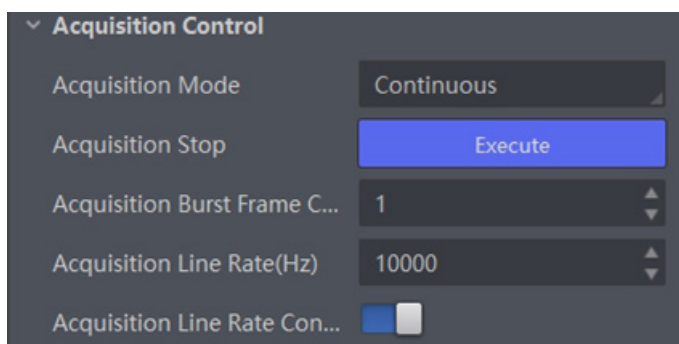 Acquisition Control
Acquisition Mode Continuous
Acquisition Stop Execute
Acquisition Burst Frame C... 1
Acquisition Line Rate(Hz) 10000
Acquisition Line Rate Con...